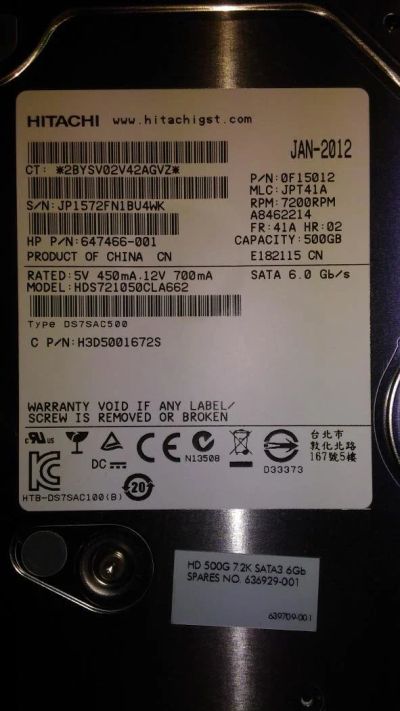 HITACHI www.hitachigst.com
JAN-2012
CT: *2BYSV02V42AGVZ*
P/N:0F15012
MLC:JPT41A
S/N:JP1572FN1BU4WK
RPM:7200RPM
A8462214
FR:41A HR:02
HP P/N:647466-001
CAPACITY:500GB
PRODUCT OF CHINA CN
E182115 CN
RATED:5V 450mA.12V 700mA
SATA 6.0 Gb/s
MODEL:HDS721050CLA662
Type DS7SAC500
C P/N:H3D5001672S
WARRANTY VOID IF ANY LABEL/
SCREW IS REMOVED OR BROKEN
c RU us
DC
CE
N13508
D33373
台北市
敦化北路
167號5樓
KC
20
HTB-DS7SAC100(B)
HD 500G 7.2K SATA3 6Gb
SPARES NO. 636929-001
639709-001